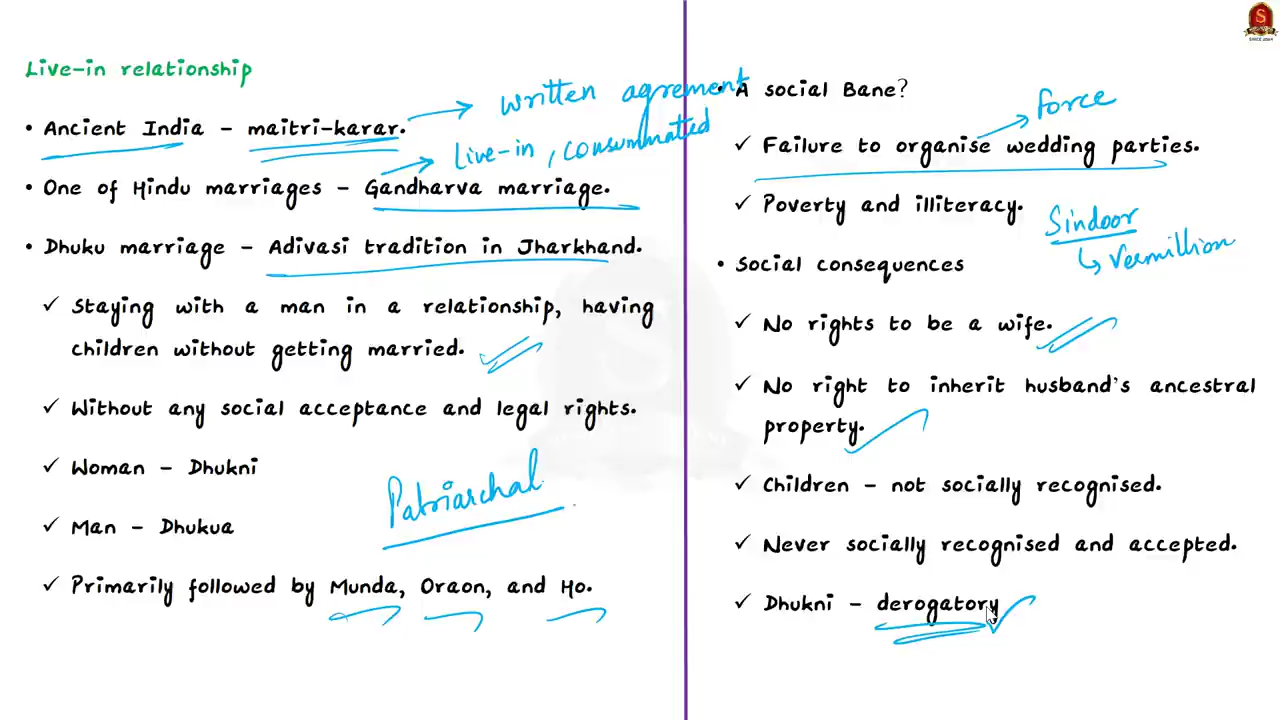 Live-in relationship
written agrement
• Ancient India - maitri-karar.
Live-in, consummated
• One of Hindu marriages - Gandharva marriage.
• Dhuku marriage - Adivasi tradition in Jharkhand.
✓ Staying with a man in a relationship, having
children without getting married.
✓ Without any social acceptance and legal rights.
✓ Woman - Dhukni
Patriarchal
✓ Man - Dhukua
✓ Primarily followed by Munda, Oraon, and Ho.
• A social Bane?
force
✓ Failure to organise wedding parties.
✓ Poverty and illiteracy.
Sindoor
Vermillion
• Social consequences
✓ No rights to be a wife.
✓ No right to inherit husband's ancestral
property.
✓ Children - not socially recognised.
✓ Never socially recognised and accepted.
✓ Dhukni - derogatory